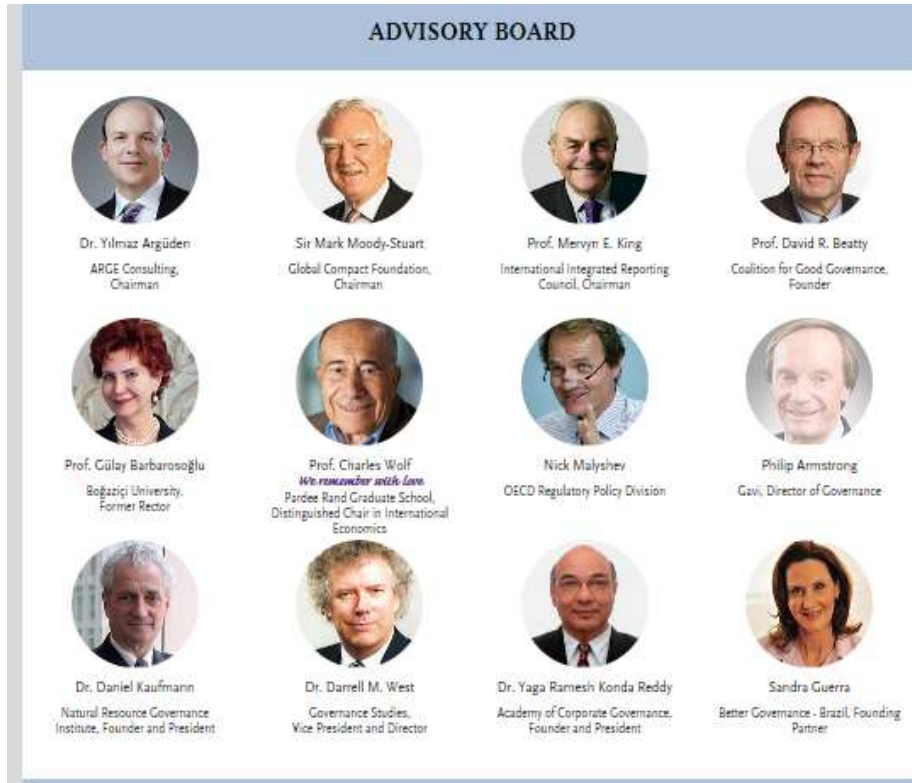 ADVISORY BOARD
Dr. Yılmaz Argüden
ARGE Consulting,
Chairman
Sir Mark Moody-Stuart
Global Compact Foundation,
Chairman
Prof. Mervyn E. King
International Integrated Reporting
Council, Chairman
Prof. David R. Beatty
Coalition for Good Governance,
Founder
Prof. Gülay Barbarosoğlu
Boğaziçi University,
Former Rector
Prof. Charles Wolf
We remember with love
Pardee Rand Graduate School,
Distinguished Chair in International
Economics
Nick Malyshev
OECD Regulatory Policy Division
Philip Armstrong
Gavi, Director of Governance
Dr. Daniel Kaufmann
Natural Resource Governance
Institute, Founder and President
Dr. Darrell M. West
Governance Studies,
Vice President and Director
Dr. Yaga Ramesh Konda Reddy
Academy of Corporate Governance,
Founder and President
Sandra Guerra
Better Governance - Brazil, Founding
Partner